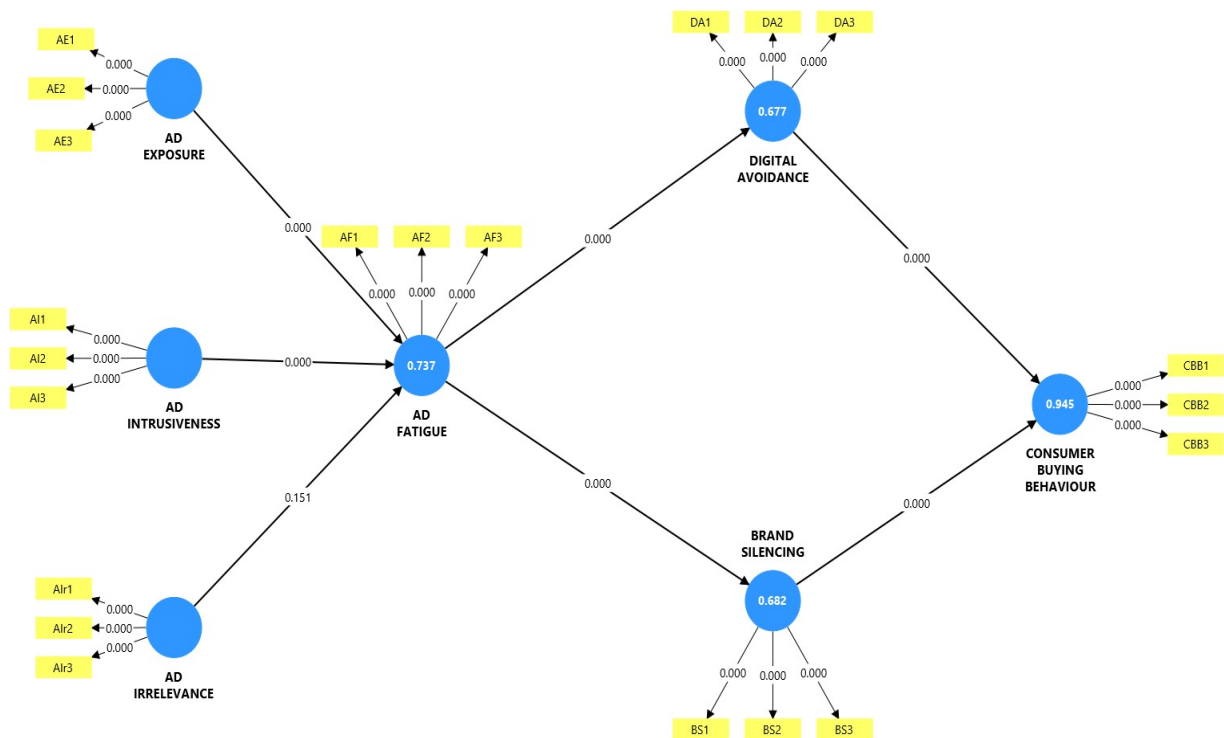 AE1
0.000
AE2
0.000
AE3
0.000
AD
EXPOSURE
0.000
AI1
0.000
AI2
0.000
AI3
0.000
AD
INTRUSIVENESS
0.000
AIr1
0.000
AIr2
0.000
AIr3
0.000
AD
IRRELEVANCE
0.151
AF1
AF2
AF3
0.000
0.000
0.000
0.737
AD
FATIGUE
0.000
0.000
DA1
DA2
DA3
0.000
0.000
0.000
0.677
DIGITAL
AVOIDANCE
0.000
BRAND
SILENCING
0.682
0.000
0.000
0.000
0.000
BS1
BS2
BS3
0.945
CONSUMER
BUYING
BEHAVIOUR
0.000
CBB1
0.000
CBB2
0.000
CBB3